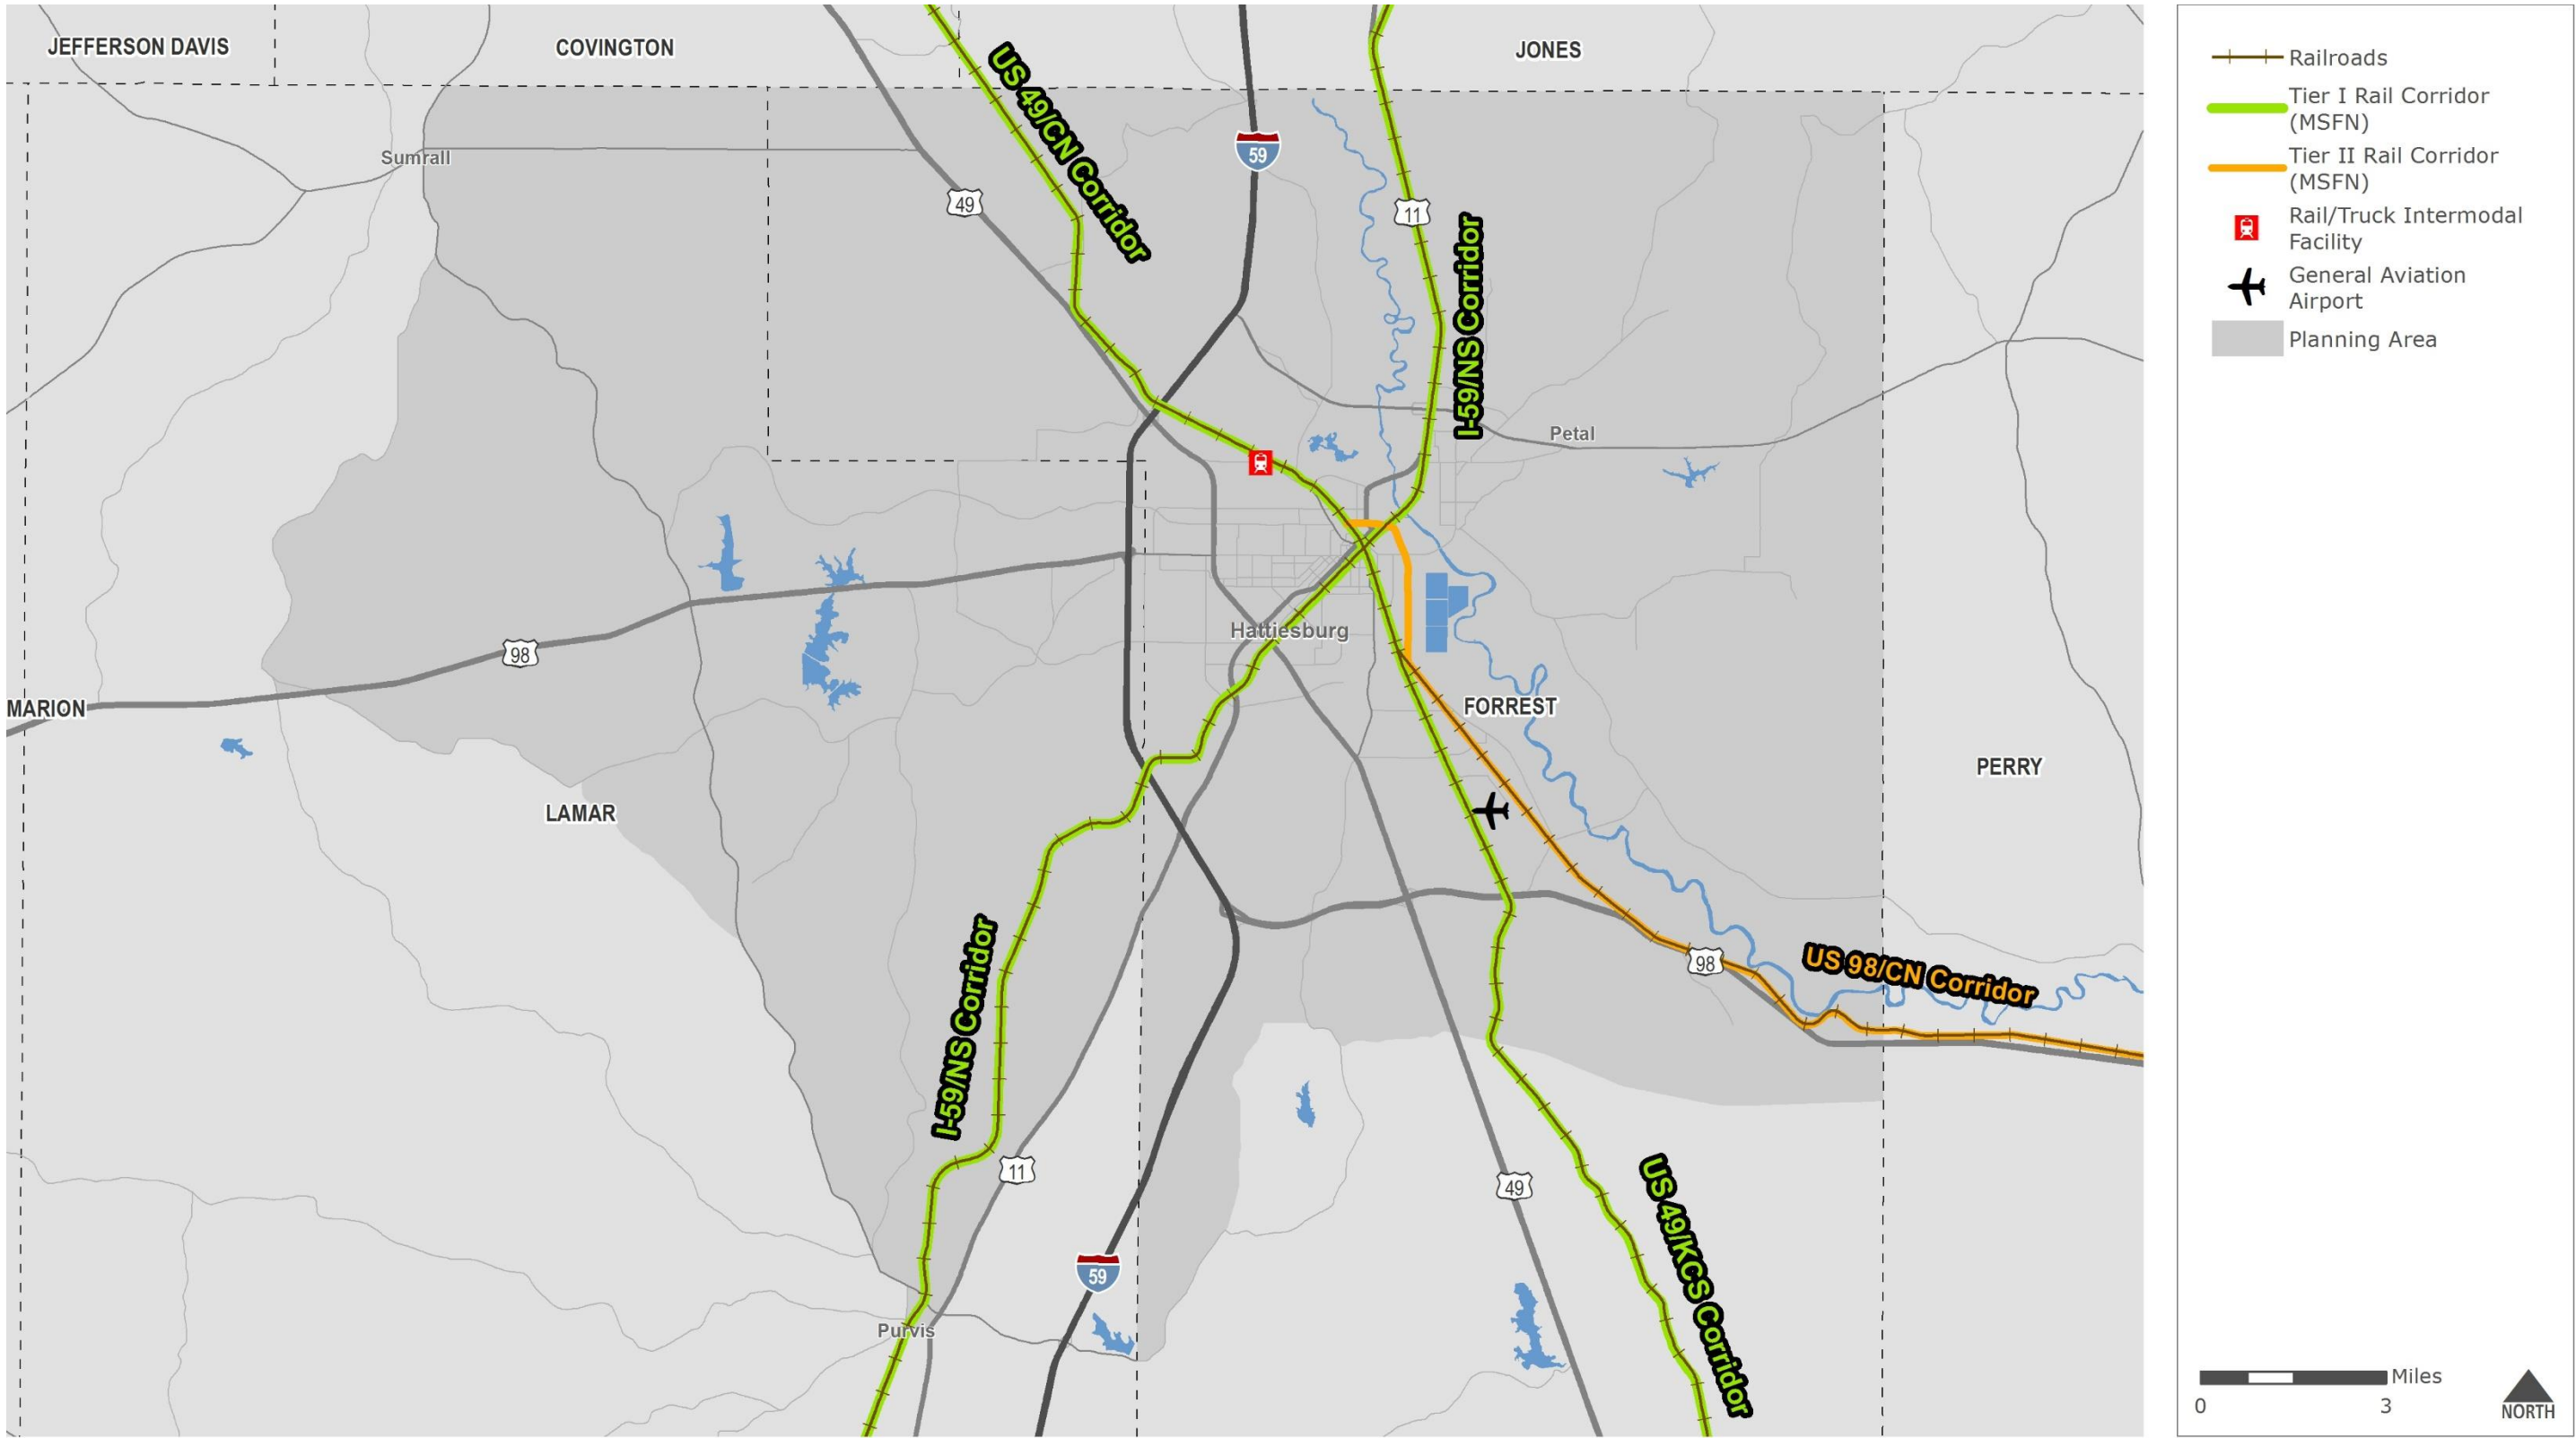 JEFFERSON DAVIS
COVINGTON
JONES
US 49/CN Corridor
59
Sumrall
49
11
I-59/NS Corridor
Petal
Hattiesburg
98
MARION
FORREST
PERRY
LAMAR
I-59/NS Corridor
98
US 98/CN Corridor
11
49
US 49/KCS Corridor
59
Purvis
Railroads
Tier I Rail Corridor
(MSFN)
Tier II Rail Corridor
(MSFN)
Rail/Truck Intermodal
Facility
General Aviation
Airport
Planning Area
Miles
0
3
NORTH